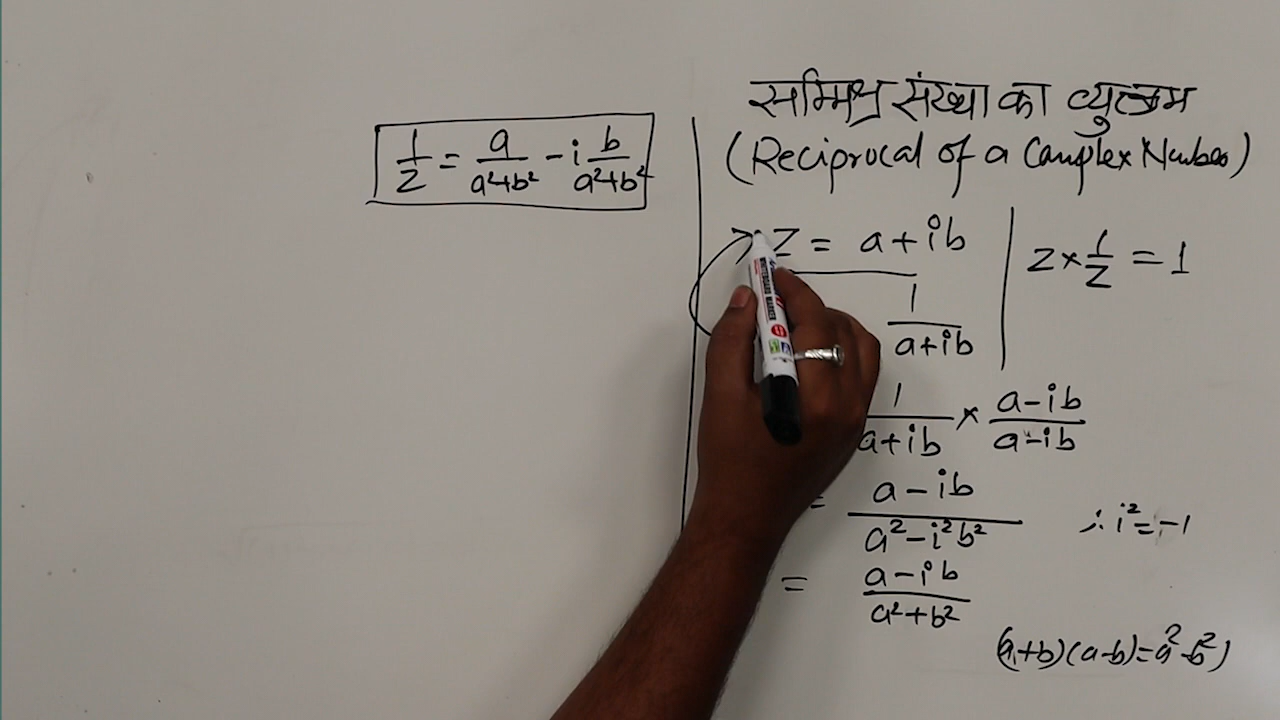 सम्मिश्र संख्या का व्युत्क्रम
(Reciprocal of a Complex Number)
z = a+ib
z × 1/z = 1
1/(a+ib)
1/(a+ib) × (a-ib)/(a-ib)
= (a-ib)/(a²-i²b²)
∴ i² = -1
= (a-ib)/(a²+b²)
(a+b)(a-b)=a²-b²)
1/z = a/(a²+b²) - i b/(a²+b²)